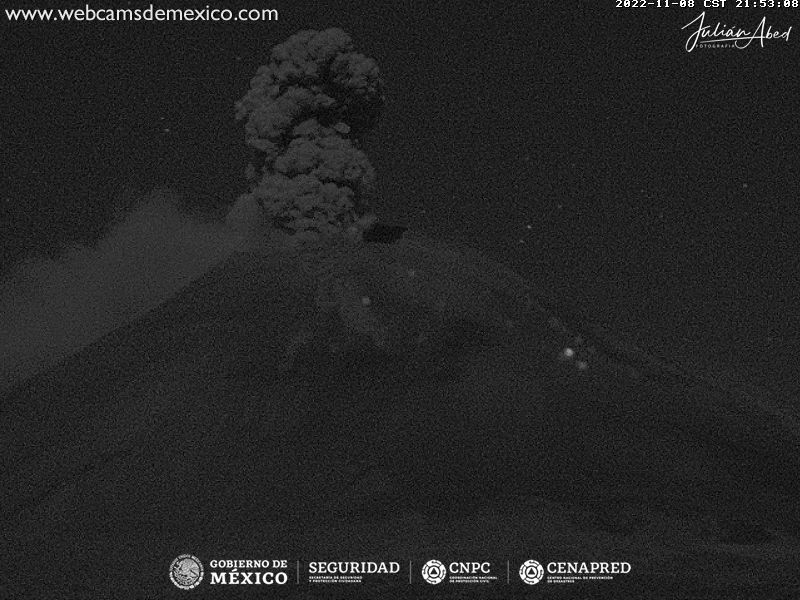 www.webcamsdemexico.com
2022-11-08 CST 21:53:08
Julián Abed
FOTOGRAFÍA
GOBIERNO DE
MÉXICO
SEGURIDAD
SECRETARÍA DE SEGURIDAD
Y PROTECCIÓN CIUDADANA
CNPC
COORDINACIÓN NACIONAL
DE PROTECCIÓN CIVIL
CENAPRED
CENTRO NACIONAL DE PREVENCIÓN
DE DESASTRES